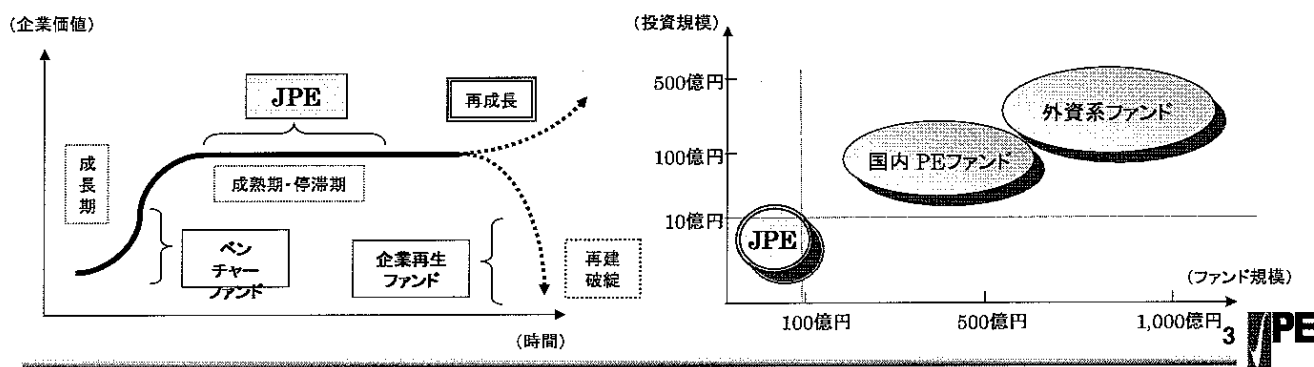 (企業価値)
JPE
再成長
成
長
期
成熟期・停滞期
ベン
チャー
ファンド
企業再生
ファンド
再建
破綻
(時間)
(投資規模)
500億円
100億円
10億円
外資系ファンド
国内 PEファンド
JPE
(ファンド規模)
100億円
500億円
1,000億円
3
PE